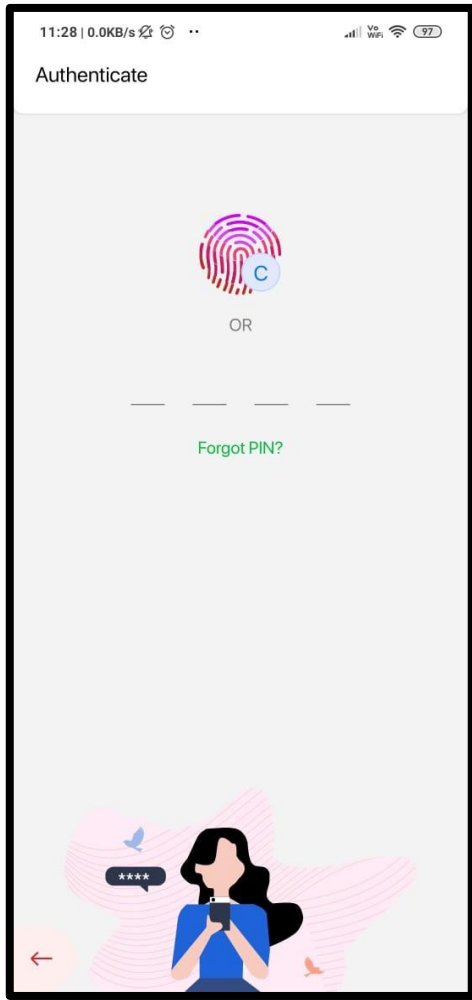 11:28 | 0.0KB/s
Vo
WiFi
97
Authenticate
C
OR
Forgot PIN?
****